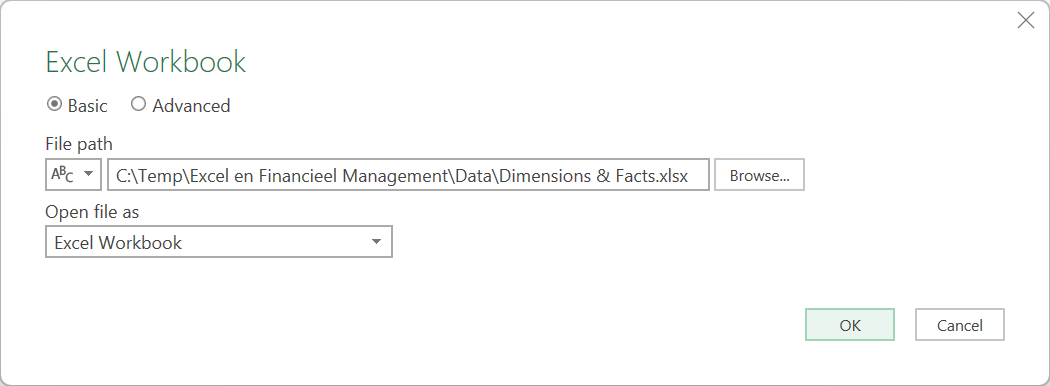 Excel Workbook
Basic Advanced
File path
ABC C:\Temp\Excel en Financieel Management\Data\Dimensions & Facts.xlsx Browse...
Open file as
Excel Workbook
OK Cancel